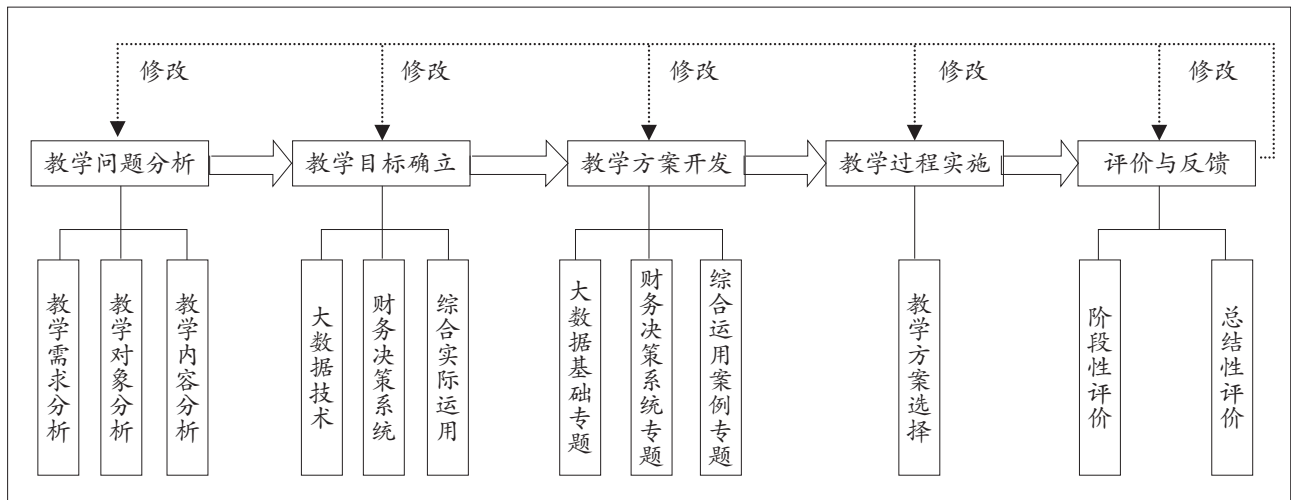 修改
修改
修改
修改
修改
教学问题分析
教学目标确立
教学方案开发
教学过程实施
评价与反馈
教学需求分析
教学对象分析
教学内容分析
大数据技术
财务决策系统
综合实际运用
大数据基础专题
财务决策系统专题
综合运用案例专题
教学方案选择
阶段性评价
总结性评价